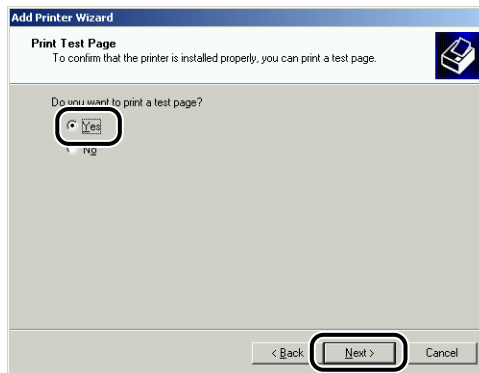 Add Printer Wizard
Print Test Page
To confirm that the printer is installed properly, you can print a test page.
Do you want to print a test page?
Yes
No
< Back Next > Cancel